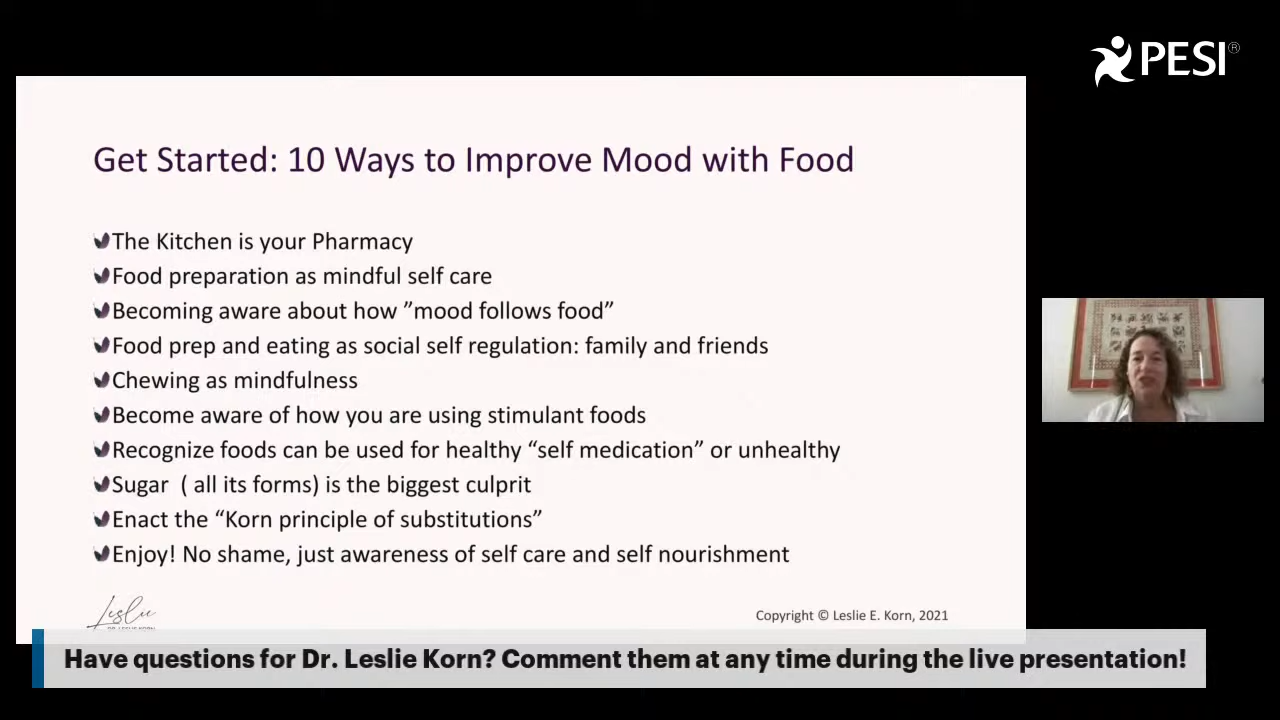 PESI®
Get Started: 10 Ways to Improve Mood with Food
The Kitchen is your Pharmacy
Food preparation as mindful self care
Becoming aware about how ”mood follows food”
Food prep and eating as social self regulation: family and friends
Chewing as mindfulness
Become aware of how you are using stimulant foods
Recognize foods can be used for healthy “self medication” or unhealthy
Sugar ( all its forms) is the biggest culprit
Enact the “Korn principle of substitutions”
Enjoy! No shame, just awareness of self care and self nourishment
Leslie
Copyright © Leslie E. Korn, 2021
Have questions for Dr. Leslie Korn? Comment them at any time during the live presentation!